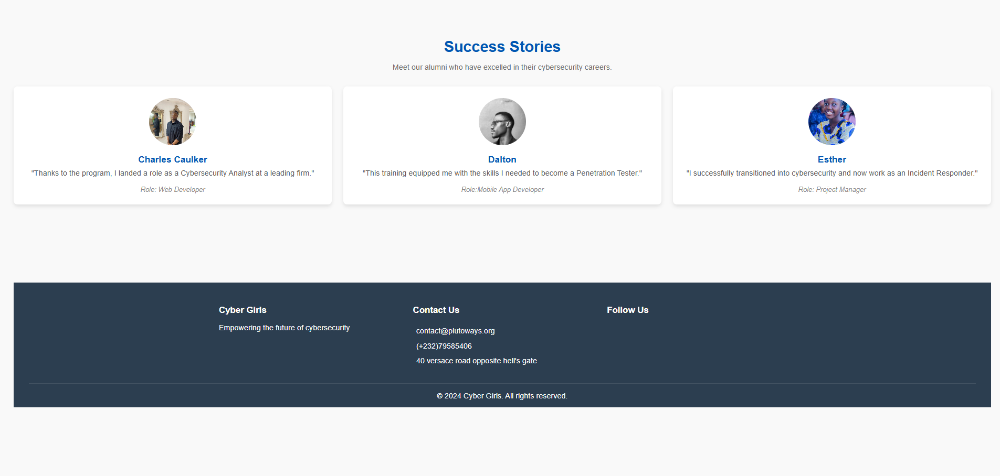 Success Stories
Meet our alumni who have excelled in their cybersecurity careers.
Charles Caulker
"Thanks to the program, I landed a role as a Cybersecurity Analyst at a leading firm."
Role: Web Developer
Dalton
"This training equipped me with the skills I needed to become a Penetration Tester."
Role:Mobile App Developer
Esther
"I successfully transitioned into cybersecurity and now work as an Incident Responder."
Role: Project Manager
Cyber Girls
Empowering the future of cybersecurity
Contact Us
contact@plutoways.org
(+232)79585406
40 versace road opposite hell's gate
Follow Us
© 2024 Cyber Girls. All rights reserved.